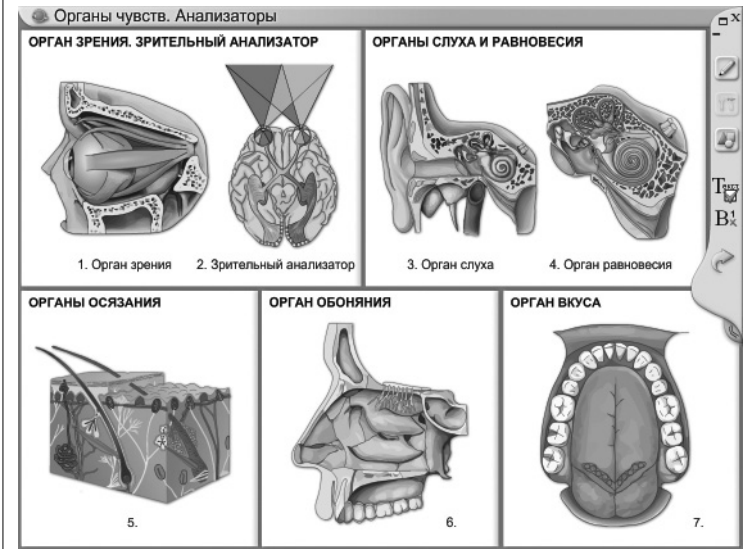 Органы чувств. Анализаторы
ОРГАН ЗРЕНИЯ. ЗРИТЕЛЬНЫЙ АНАЛИЗАТОР
ОРГАНЫ СЛУХА И РАВНОВЕСИЯ
1. Орган зрения
2. Зрительный анализатор
3. Орган слуха
4. Орган равновесия
ОРГАНЫ ОСЯЗАНИЯ
ОРГАН ОБОНЯНИЯ
ОРГАН ВКУСА
5.
6.
7.